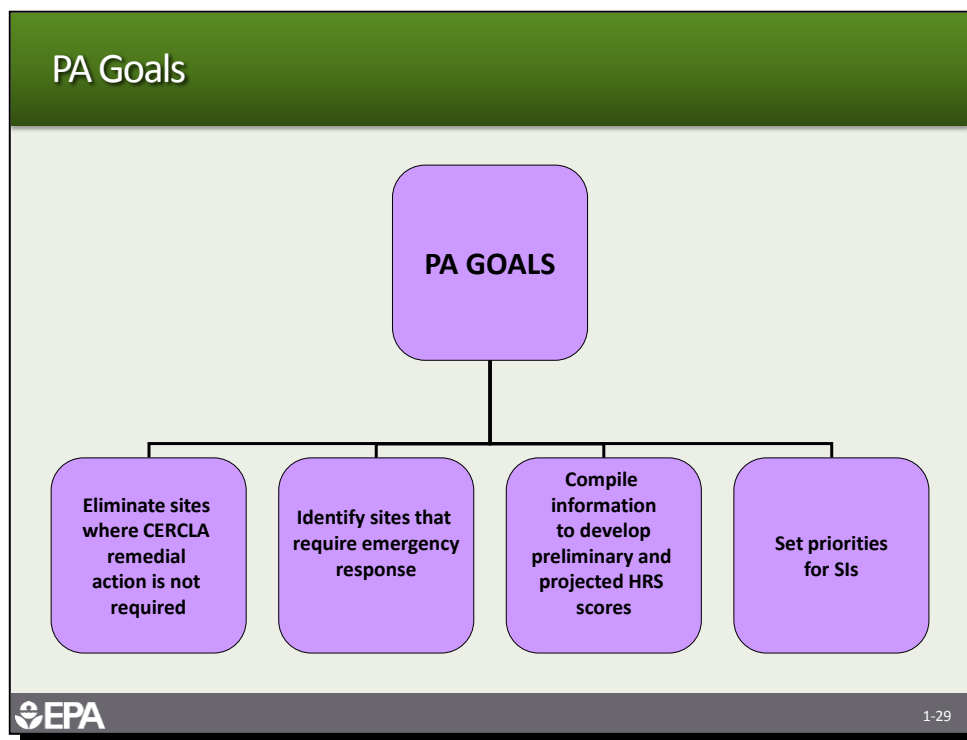 PA Goals
PA GOALS
Eliminate sites
where CERCLA
remedial
action is not
required
Identify sites that
require emergency
response
Compile
information
to develop
preliminary and
projected HRS
scores
Set priorities
for SIs
EPA
1-29